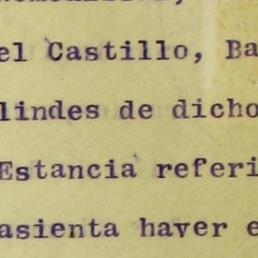 el Castillo, Ba
lindes de dicho
Estancia referi
asienta haver e